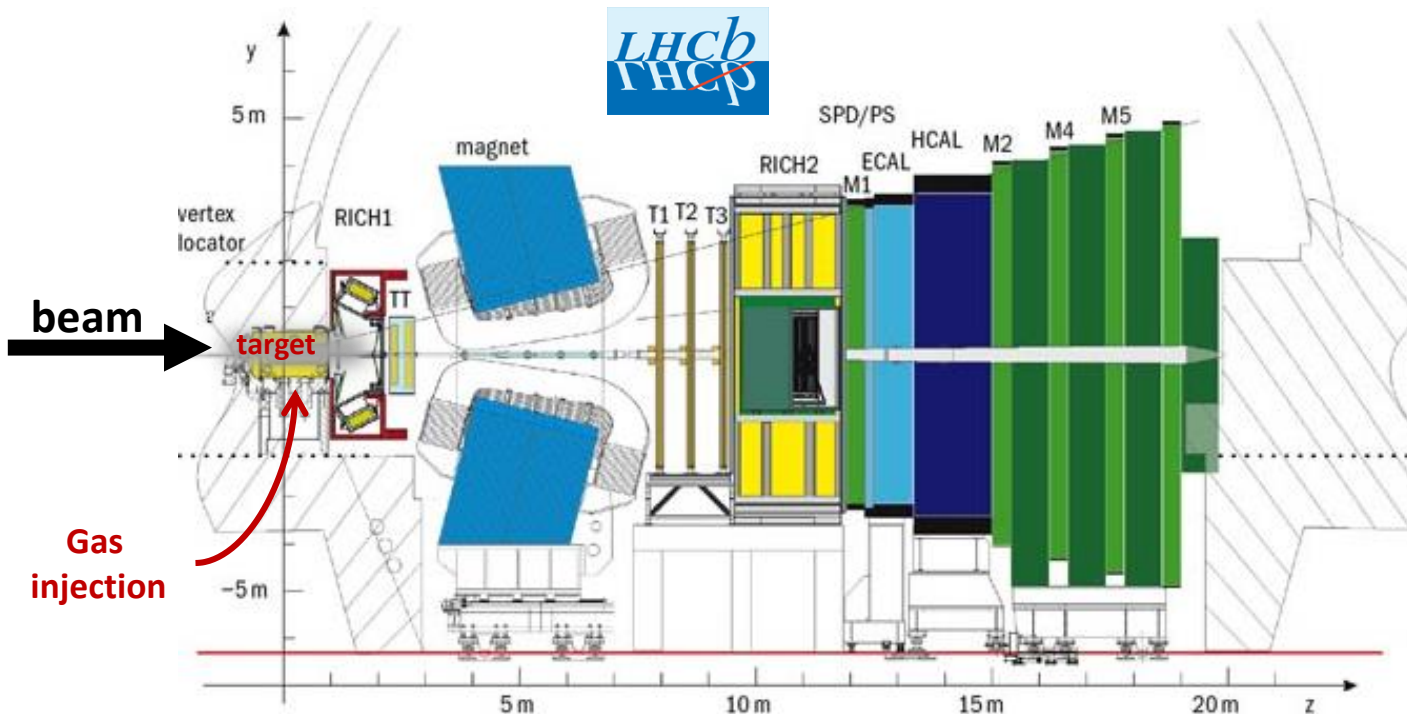 LHCb
LHCb
y
5 m
SPD/PS
M5
HCAL
M4
M2
magnet
ECAL
RICH2
M1
vertex
locator
RICH1
T1
T2
T3
TT
beam
target
Gas
injection
–5 m
5 m
10 m
15 m
20 m
z